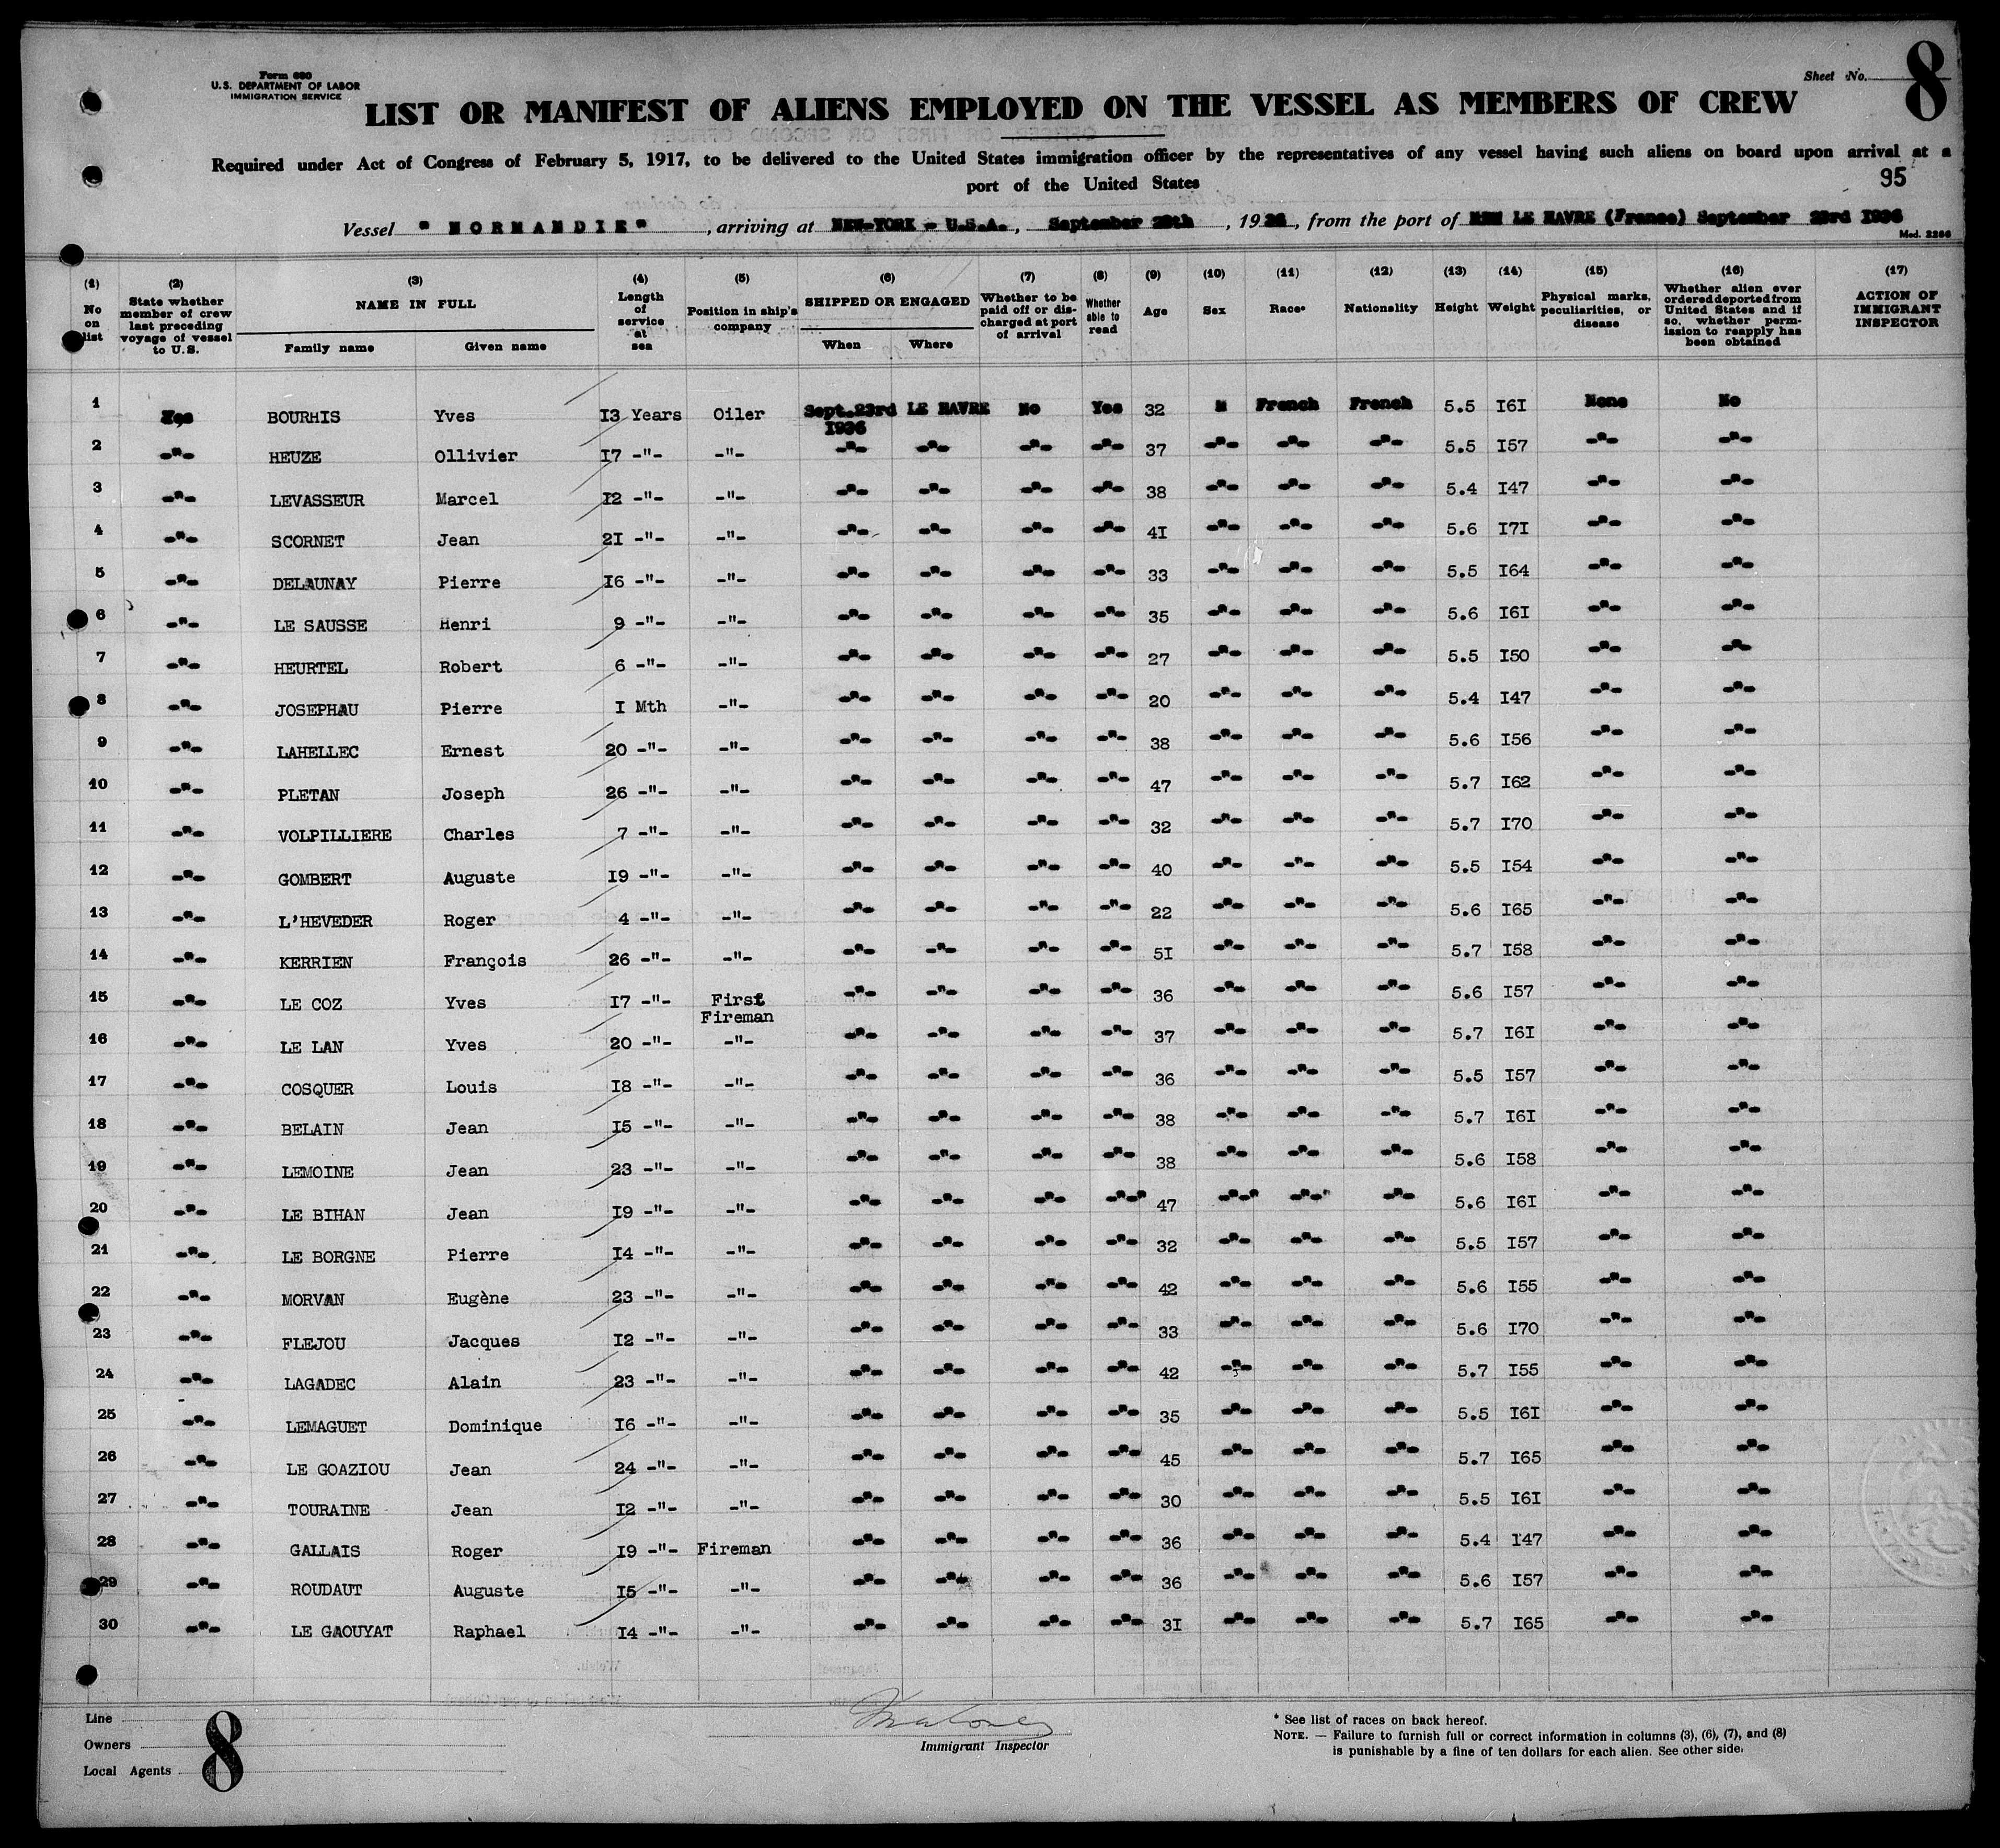 Form 680
U.S. DEPARTMENT OF LABOR
IMMIGRATION SERVICE
Sheet No. 8
LIST OR MANIFEST OF ALIENS EMPLOYED ON THE VESSEL AS MEMBERS OF CREW
Required under Act of Congress of February 5, 1917, to be delivered to the United States immigration officer by the representatives of any vessel having such aliens on board upon arrival at a
port of the United States
95
Vessel "NORMANDIE", arriving at NEW-YORK - U.S.A., September 28th, 1936, from the port of LE HAVRE (France) September 23rd 1936
Mod. 2266
(1) (2) (3) (4) (5) (6) (7) (8) (9) (10) (11) (12) (13) (14) (15) (16) (17)
No on list | State whether member of crew last preceding voyage of vessel to U.S. | NAME IN FULL Family name Given name | Length of service at sea | Position in ship's company | SHIPPED OR ENGAGED When Where | Whether to be paid off or discharged at port of arrival | Whether able to read | Age | Sex | Race* | Nationality | Height | Weight | Physical marks, peculiarities, or disease | Whether alien ever ordered deported from United States and if so, whether permission to reapply has been obtained | ACTION OF IMMIGRANT INSPECTOR
1 Yes BOURHIS Yves 13 Years Oiler Sept.23rd 1936 LE HAVRE No Yes 32 M French French 5.5 I6I None No
2 -"- HEUZE Ollivier I7 -"- -"- -"- -"- -"- -"- 37 -"- -"- -"- 5.5 I57 -"- -"-
3 -"- LEVASSEUR Marcel I2 -"- -"- -"- -"- -"- -"- 38 -"- -"- -"- 5.4 I47 -"- -"-
4 -"- SCORNET Jean 2I -"- -"- -"- -"- -"- -"- 4I -"- -"- -"- 5.6 I7I -"- -"-
5 -"- DELAUNAY Pierre I6 -"- -"- -"- -"- -"- -"- 33 -"- -"- -"- 5.5 I64 -"- -"-
6 -"- LE SAUSSE Henri 9 -"- -"- -"- -"- -"- -"- 35 -"- -"- -"- 5.6 I6I -"- -"-
7 -"- HEURTEL Robert 6 -"- -"- -"- -"- -"- -"- 27 -"- -"- -"- 5.5 I50 -"- -"-
8 -"- JOSEPHAU Pierre I Mth -"- -"- -"- -"- -"- 20 -"- -"- -"- 5.4 I47 -"- -"-
9 -"- LAHELLEC Ernest 20 -"- -"- -"- -"- -"- -"- 38 -"- -"- -"- 5.6 I56 -"- -"-
10 -"- PLETAN Joseph 26 -"- -"- -"- -"- -"- -"- 47 -"- -"- -"- 5.7 I62 -"- -"-
11 -"- VOLPILLIERE Charles 7 -"- -"- -"- -"- -"- -"- 32 -"- -"- -"- 5.7 I70 -"- -"-
12 -"- GOMBERT Auguste I9 -"- -"- -"- -"- -"- -"- 40 -"- -"- -"- 5.5 I54 -"- -"-
13 -"- L'HEVEDER Roger 4 -"- -"- -"- -"- -"- -"- 22 -"- -"- -"- 5.6 I65 -"- -"-
14 -"- KERRIEN François 26 -"- -"- -"- -"- -"- -"- 5I -"- -"- -"- 5.7 I58 -"- -"-
15 -"- LE COZ Yves I7 -"- First Fireman -"- -"- -"- -"- 36 -"- -"- -"- 5.6 I57 -"- -"-
16 -"- LE LAN Yves 20 -"- -"- -"- -"- -"- -"- 37 -"- -"- -"- 5.7 I6I -"- -"-
17 -"- COSQUER Louis I8 -"- -"- -"- -"- -"- -"- 36 -"- -"- -"- 5.5 I57 -"- -"-
18 -"- BELAIN Jean I5 -"- -"- -"- -"- -"- -"- 38 -"- -"- -"- 5.7 I6I -"- -"-
19 -"- LEMOINE Jean 23 -"- -"- -"- -"- -"- -"- 38 -"- -"- -"- 5.6 I58 -"- -"-
20 -"- LE BIHAN Jean I9 -"- -"- -"- -"- -"- -"- 47 -"- -"- -"- 5.6 I6I -"- -"-
21 -"- LE BORGNE Pierre I4 -"- -"- -"- -"- -"- -"- 32 -"- -"- -"- 5.5 I57 -"- -"-
22 -"- MORVAN Eugène 23 -"- -"- -"- -"- -"- -"- 42 -"- -"- -"- 5.6 I55 -"- -"-
23 -"- FLEJOU Jacques I2 -"- -"- -"- -"- -"- -"- 33 -"- -"- -"- 5.6 I70 -"- -"-
24 -"- LAGADEC Alain 23 -"- -"- -"- -"- -"- -"- 42 -"- -"- -"- 5.7 I55 -"- -"-
25 -"- LEMAGUET Dominique I6 -"- -"- -"- -"- -"- -"- 35 -"- -"- -"- 5.5 I6I -"- -"-
26 -"- LE GOAZIOU Jean 24 -"- -"- -"- -"- -"- -"- 45 -"- -"- -"- 5.7 I65 -"- -"-
27 -"- TOURAINE Jean I2 -"- -"- -"- -"- -"- -"- 30 -"- -"- -"- 5.5 I6I -"- -"-
28 -"- GALLAIS Roger I9 -"- Fireman -"- -"- -"- -"- 36 -"- -"- -"- 5.4 I47 -"- -"-
29 -"- ROUDAUT Auguste I5 -"- -"- -"- -"- -"- -"- 36 -"- -"- -"- 5.6 I57 -"- -"-
30 -"- LE GAOUYAT Raphael I4 -"- -"- -"- -"- -"- -"- 3I -"- -"- -"- 5.7 I65 -"- -"-
Line
Owners
Local Agents
8
Immigrant Inspector
* See list of races on back hereof.
NOTE. — Failure to furnish full or correct information in columns (3), (6), (7), and (8)
is punishable by a fine of ten dollars for each alien. See other side.